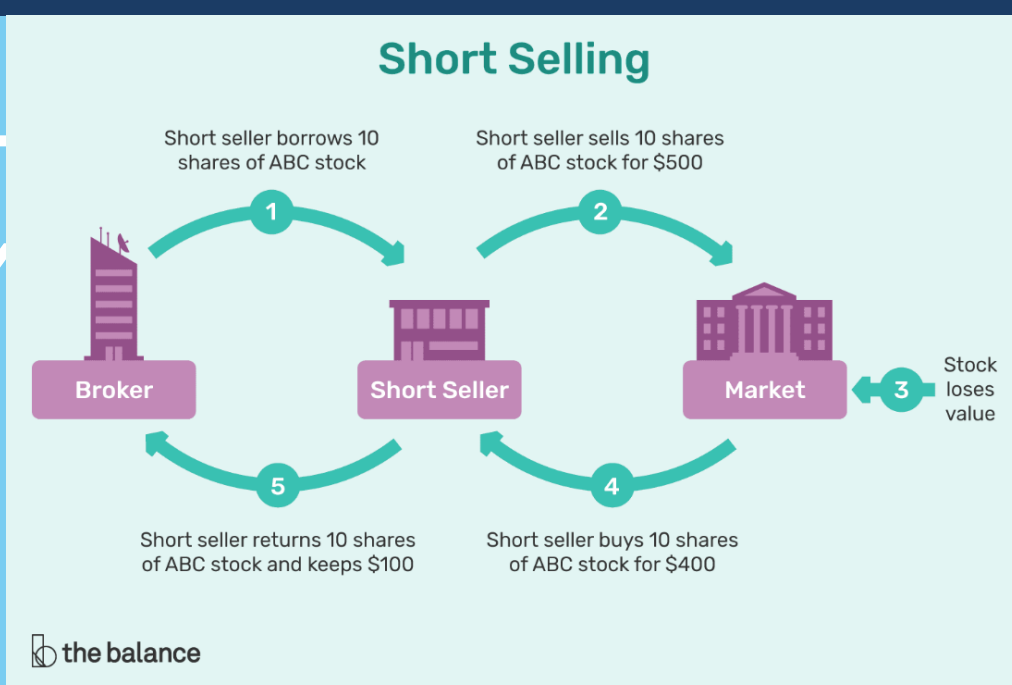 Short Selling
Short seller borrows 10
shares of ABC stock
Short seller sells 10 shares
of ABC stock for $500
1
2
Broker
Short Seller
Market
3
Stock
loses
value
5
4
Short seller returns 10 shares
of ABC stock and keeps $100
Short seller buys 10 shares
of ABC stock for $400
the balance